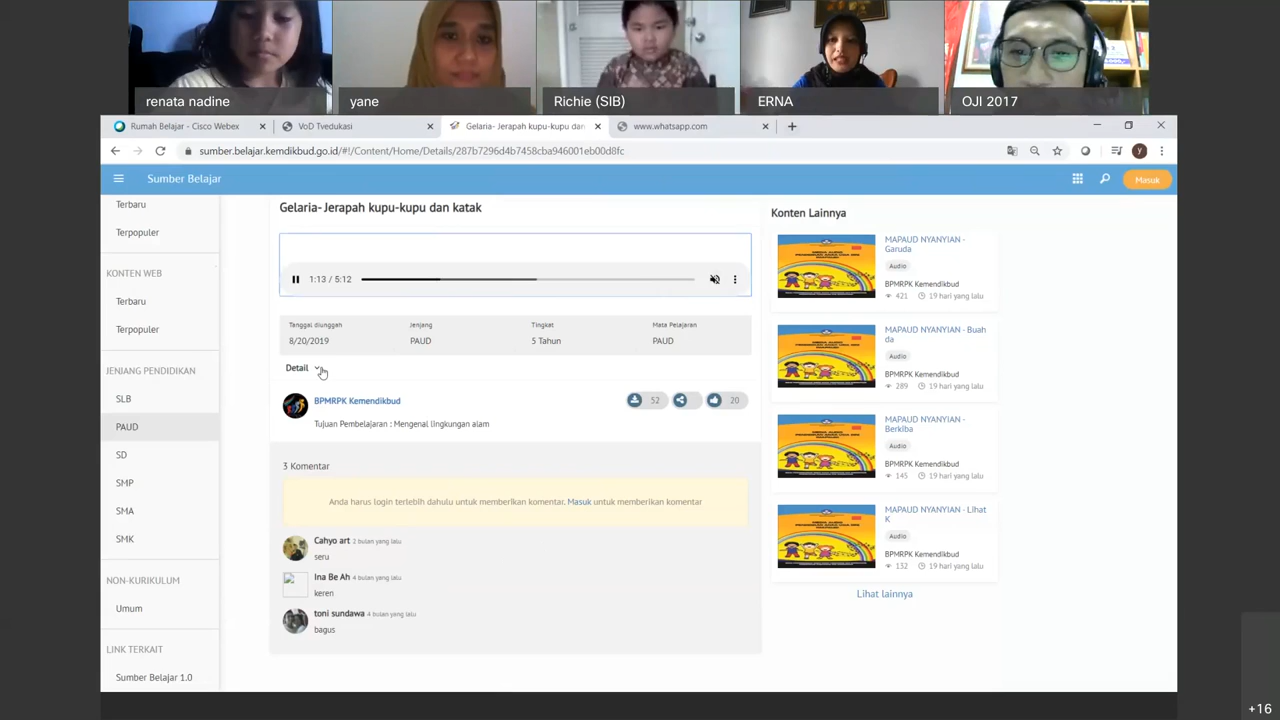 renata nadine
yane
Richie (SIB)
ERNA
OJI 2017
Rumah Belajar - Cisco Webex
VoD Tvedukasi
Gelaria- Jerapah kupu-kupu dan
www.whatsapp.com
sumber.belajar.kemdikbud.go.id/#!/Content/Home/Details/287b7296d4b7458cba946001eb00d8fc
Sumber Belajar
Masuk
Terbaru
Terpopuler
KONTEN WEB
Terbaru
Terpopuler
JENJANG PENDIDIKAN
SLB
PAUD
SD
SMP
SMA
SMK
NON-KURIKULUM
Umum
LINK TERKAIT
Sumber Belajar 1.0
Gelaria- Jerapah kupu-kupu dan katak
1:13 / 5:12
Tanggal diunggah Jenjang Tingkat Mata Pelajaran
8/20/2019 PAUD 5 Tahun PAUD
Detail
BPMRPK Kemendikbud
52
20
Tujuan Pembelajaran : Mengenal lingkungan alam
3 Komentar
Anda harus login terlebih dahulu untuk memberikan komentar. Masuk untuk memberikan komentar
Cahyo art 2 bulan yang lalu
seru
Ina Be Ah 4 bulan yang lalu
keren
toni sundawa 4 bulan yang lalu
bagus
Konten Lainnya
MAPAUD NYANYIAN -
Garuda
Audio
BPMRPK Kemendikbud
421 19 hari yang lalu
MAPAUD NYANYIAN - Buah
da
Audio
BPMRPK Kemendikbud
289 19 hari yang lalu
MAPAUD NYANYIAN -
Berkiba
Audio
BPMRPK Kemendikbud
145 19 hari yang lalu
MAPAUD NYANYIAN - Lihat
K
Audio
BPMRPK Kemendikbud
132 19 hari yang lalu
Lihat lainnya
+16